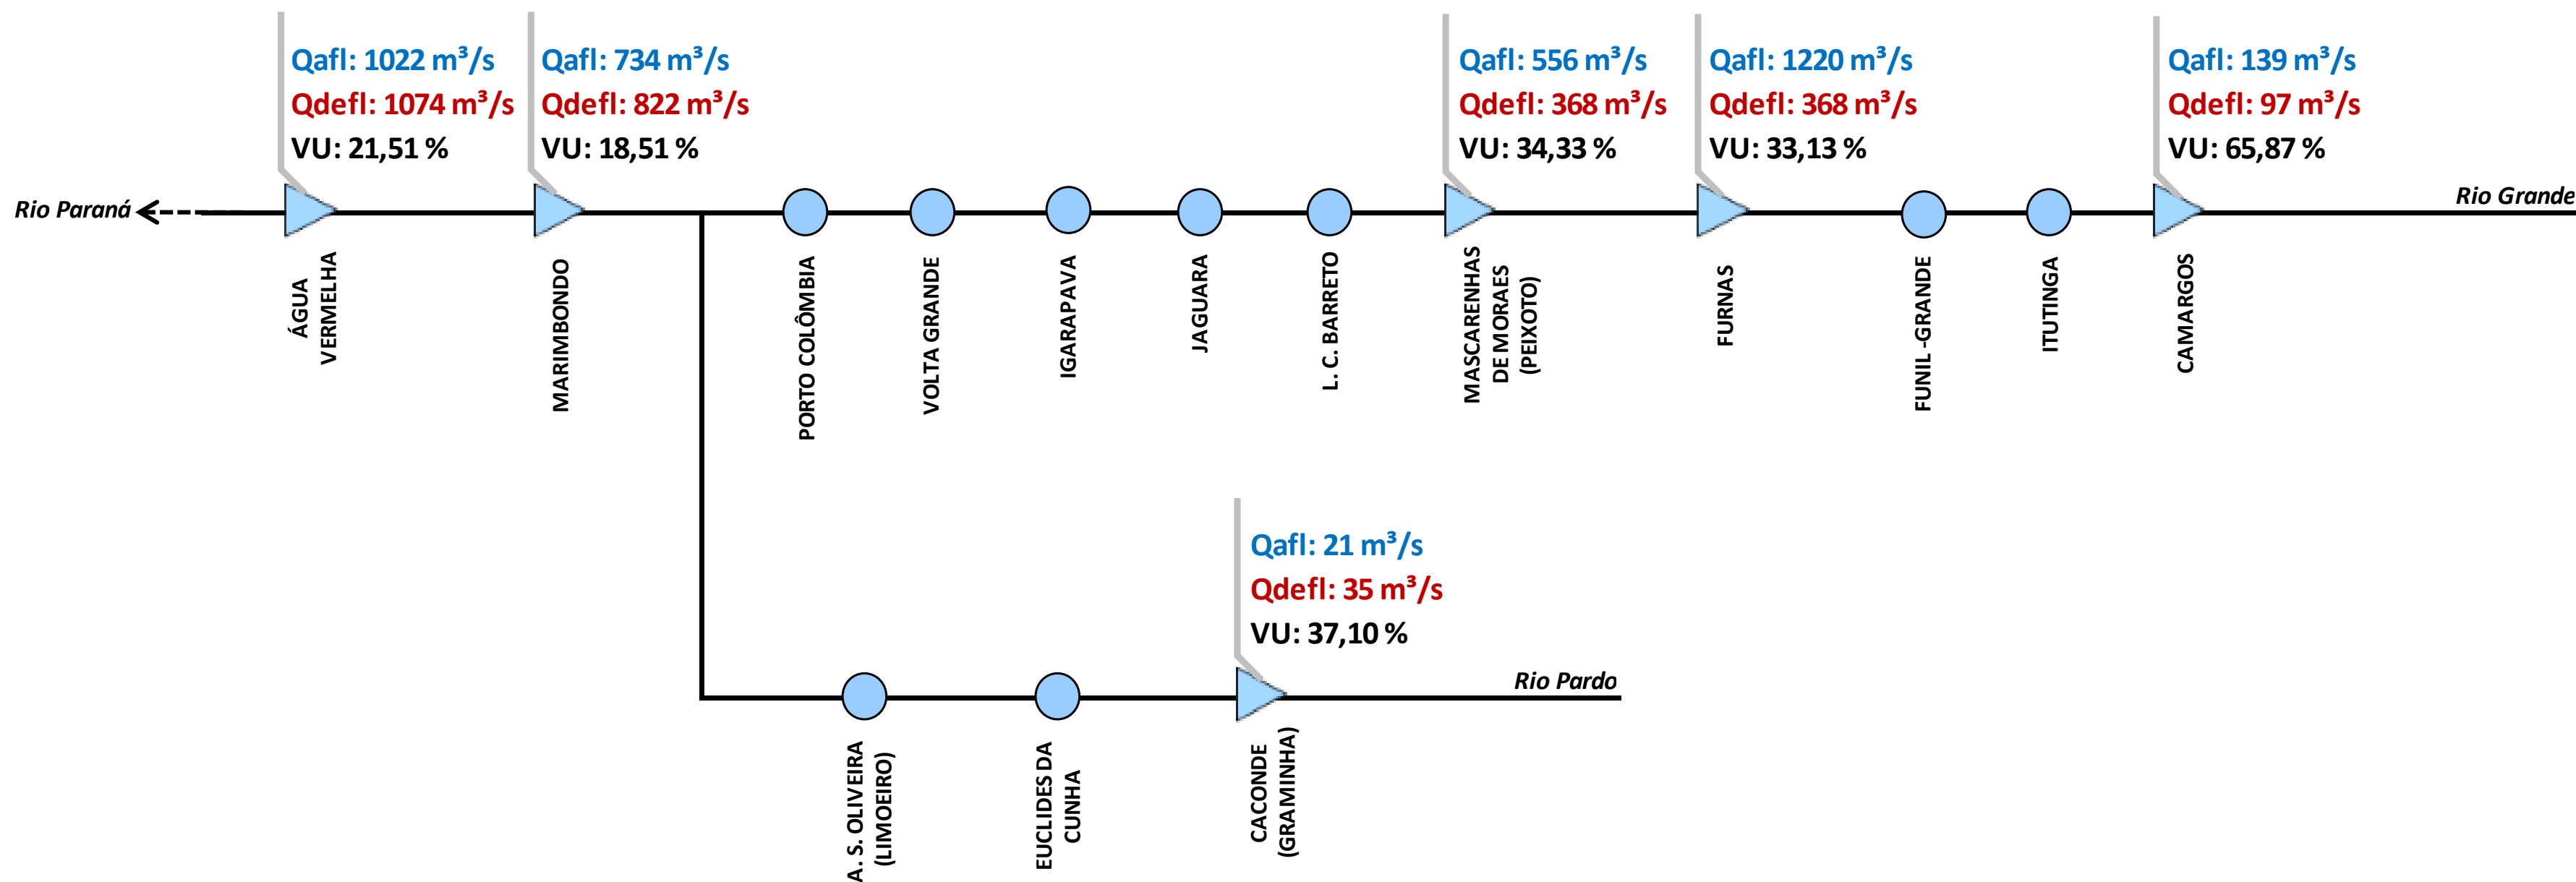 Qafl: 1022 m³/s
Qdefl: 1074 m³/s
VU: 21,51 %
Qafl: 734 m³/s
Qdefl: 822 m³/s
VU: 18,51 %
Qafl: 556 m³/s
Qdefl: 368 m³/s
VU: 34,33 %
Qafl: 1220 m³/s
Qdefl: 368 m³/s
VU: 33,13 %
Qafl: 139 m³/s
Qdefl: 97 m³/s
VU: 65,87 %
Rio Paraná
Rio Grande
ÁGUA
VERMELHA
MARIMBONDO
PORTO COLÔMBIA
VOLTA GRANDE
IGARAPAVA
JAGUARA
L. C. BARRETO
MASCARENHAS
DE MORAES
(PEIXOTO)
FURNAS
FUNIL -GRANDE
ITUTINGA
CAMARGOS
Qafl: 21 m³/s
Qdefl: 35 m³/s
VU: 37,10 %
Rio Pardo
A. S. OLIVEIRA
(LIMOEIRO)
EUCLIDES DA
CUNHA
CACONDE
(GRAMINHA)